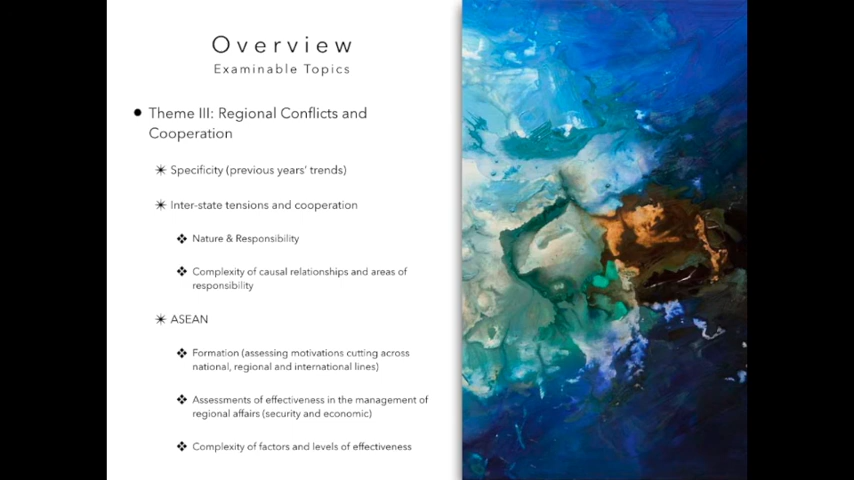 Overview
Examinable Topics
Theme III: Regional Conflicts and
Cooperation
Specificity (previous years' trends)
Inter-state tensions and cooperation
Nature & Responsibility
Complexity of causal relationships and areas of
responsibility
ASEAN
Formation (assessing motivations cutting across
national, regional and international lines)
Assessments of effectiveness in the management of
regional affairs (security and economic)
Complexity of factors and levels of effectiveness